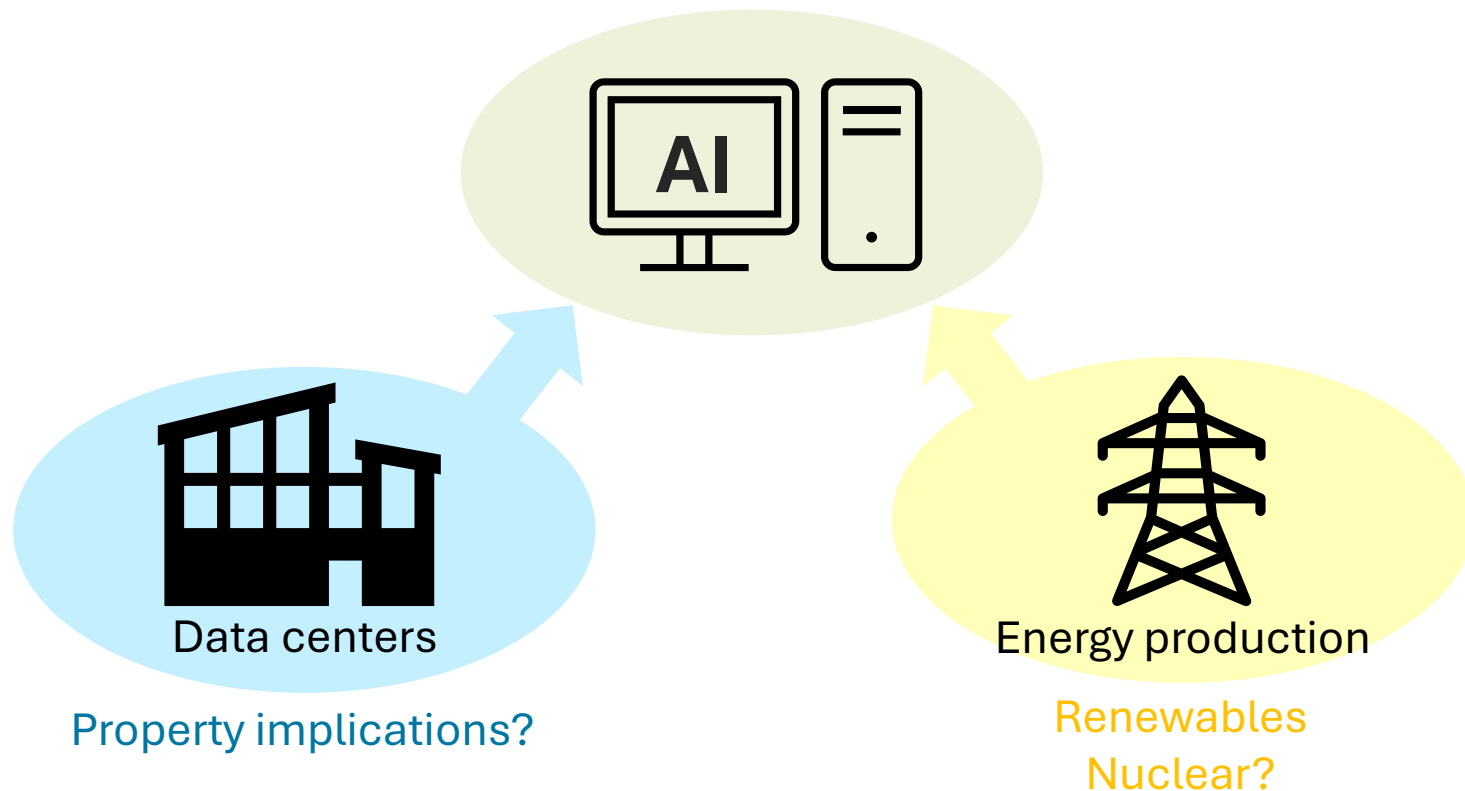 AI
Data centers
Property implications?
Energy production
Renewables
Nuclear?